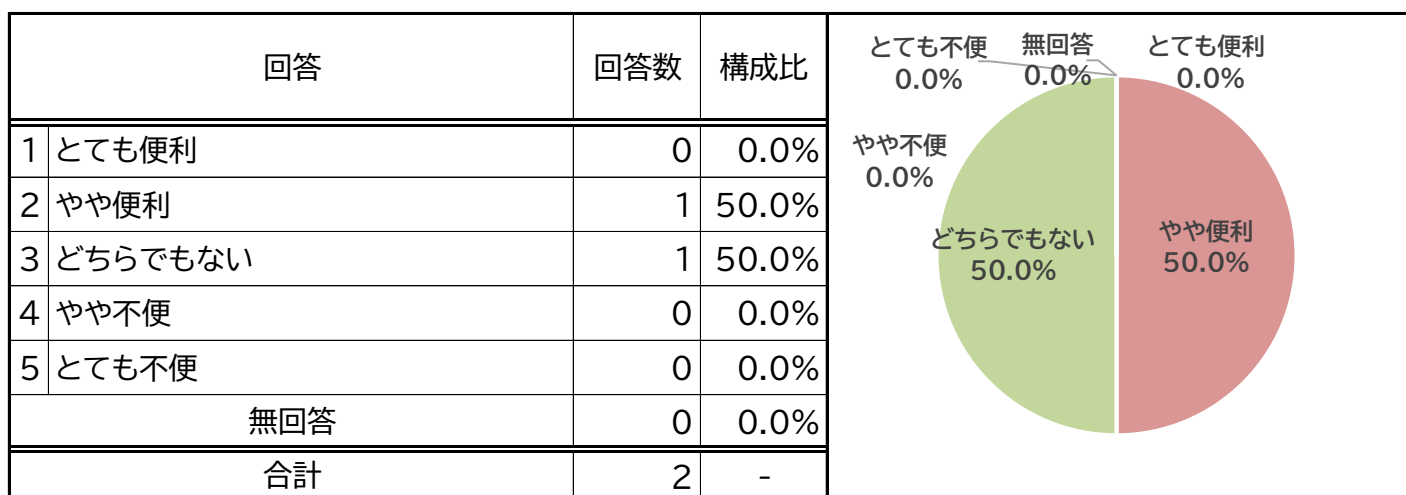 回答 回答数 構成比
1 とても便利 0 0.0%
2 やや便利 1 50.0%
3 どちらでもない 1 50.0%
4 やや不便 0 0.0%
5 とても不便 0 0.0%
無回答 0 0.0%
合計 2 -
とても不便
0.0%
無回答
0.0%
とても便利
0.0%
やや不便
0.0%
どちらでもない
50.0%
やや便利
50.0%